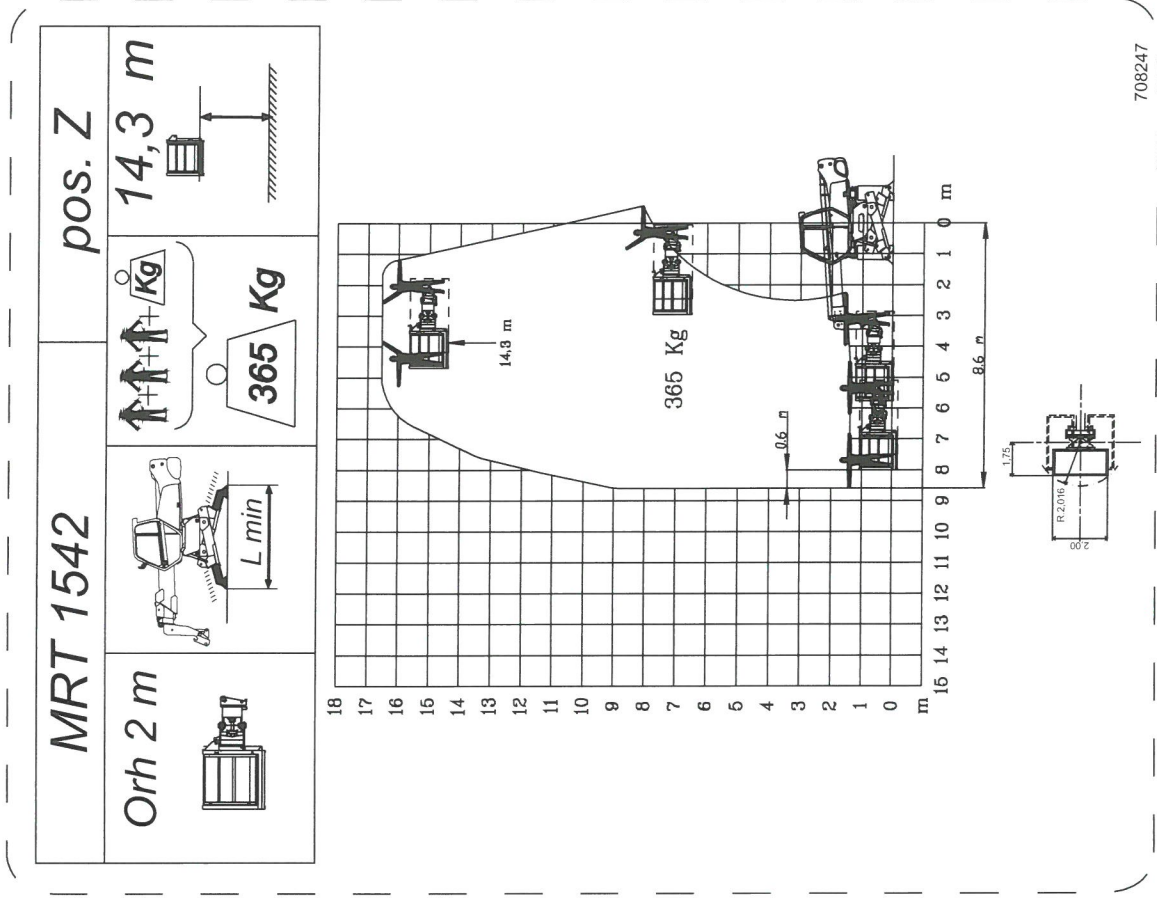 MRT 1542
pos. Z
Orh 2 m
L min
+ + + Kg
365 Kg
14,3 m
18
17
16
15
14
13
12
11
10
9
8
7
6
5
4
3
2
1
0
m
15 14 13 12 11 10 9 8 7 6 5 4 3 2 1 0 m
14,3 m
365 Kg
0.6 m
8.6 m
1,75
R 2,016
2,00
708247